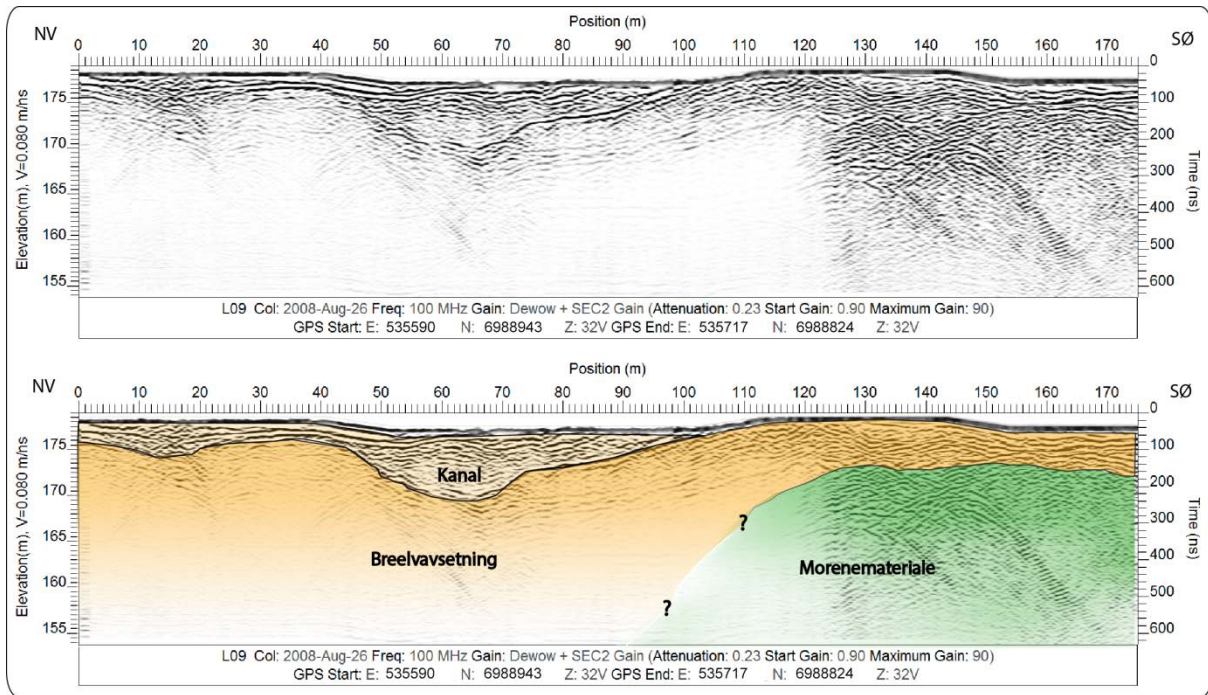 Position (m)
NV
SØ
0 10 20 30 40 50 60 70 80 90 100 110 120 130 140 150 160 170
Elevation(m), V=0,080 m/ns
175
170
165
160
155
0
100
200
300
400
500
600
Time (ns)
L09 Col: 2008-Aug-26 Freq: 100 MHz Gain: Dewow + SEC2 Gain (Attenuation: 0.23 Start Gain: 0.90 Maximum Gain: 90)
GPS Start: E: 535590 N: 6988943 Z: 32V GPS End: E: 535717 N: 6988824 Z: 32V
Position (m)
NV
SØ
0 10 20 30 40 50 60 70 80 90 100 110 120 130 140 150 160 170
Elevation(m), V=0.080 m/ns
175
170
165
160
155
0
100
200
300
400
500
600
Time (ns)
Kanal
?
Breelvavsetning
Morenemateriale
?
L09 Col: 2008-Aug-26 Freq: 100 MHz Gain: Dewow + SEC2 Gain (Attenuation: 0.23 Start Gain: 0.90 Maximum Gain: 90)
GPS Start: E: 535590 N: 6988943 Z: 32V GPS End: E: 535717 N: 6988824 Z: 32V